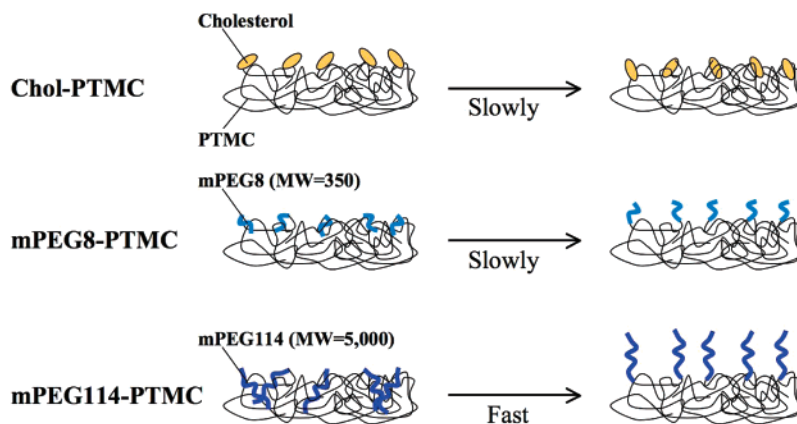 Cholesterol
Chol-PTMC
Slowly
PTMC
mPEG8 (MW=350)
mPEG8-PTMC
Slowly
mPEG114 (MW=5,000)
mPEG114-PTMC
Fast